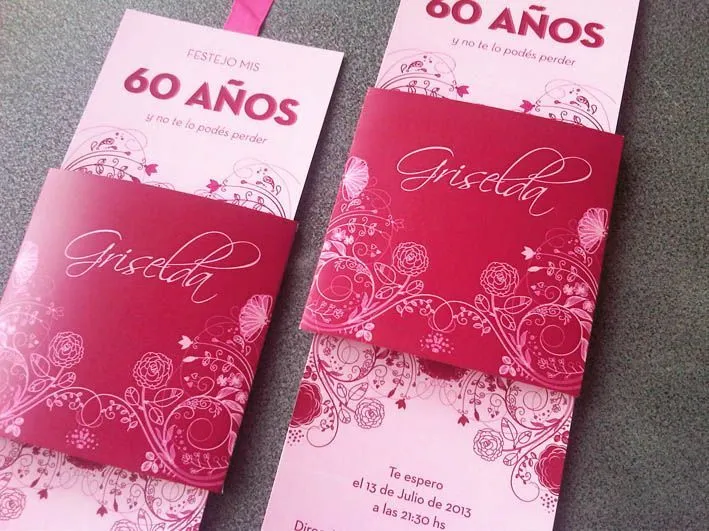 FESTEJO MIS
60 AÑOS
y no te lo podés perder
Griselda
60 AÑOS
y no te lo podés perder
Griselda
Te espero
el 13 de Julio de 2013
a las 21:30 hs